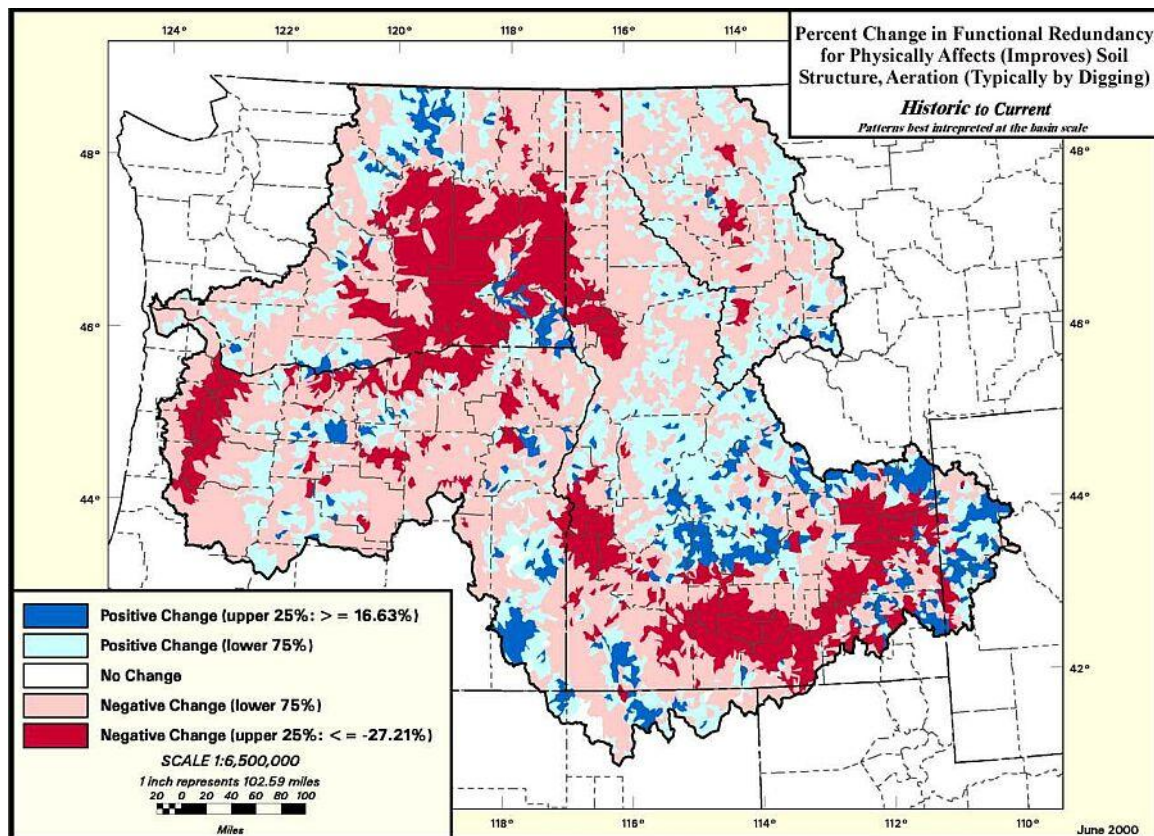 124° 122° 120° 118° 116° 114°
Percent Change in Functional Redundancy
for Physically Affects (Improves) Soil
Structure, Aeration (Typically by Digging)
Historic to Current
Patterns best intrepreted at the basin scale
48° 48°
46° 46°
44° 44°
42°
Positive Change (upper 25%: > = 16.63%)
Positive Change (lower 75%)
No Change
Negative Change (lower 75%)
Negative Change (upper 25%: < = -27.21%)
SCALE 1:6,500,000
1 inch represents 102.59 miles
20 0 20 40 60 80 100
Miles
118° 116° 114° 112° 110°
June 2000